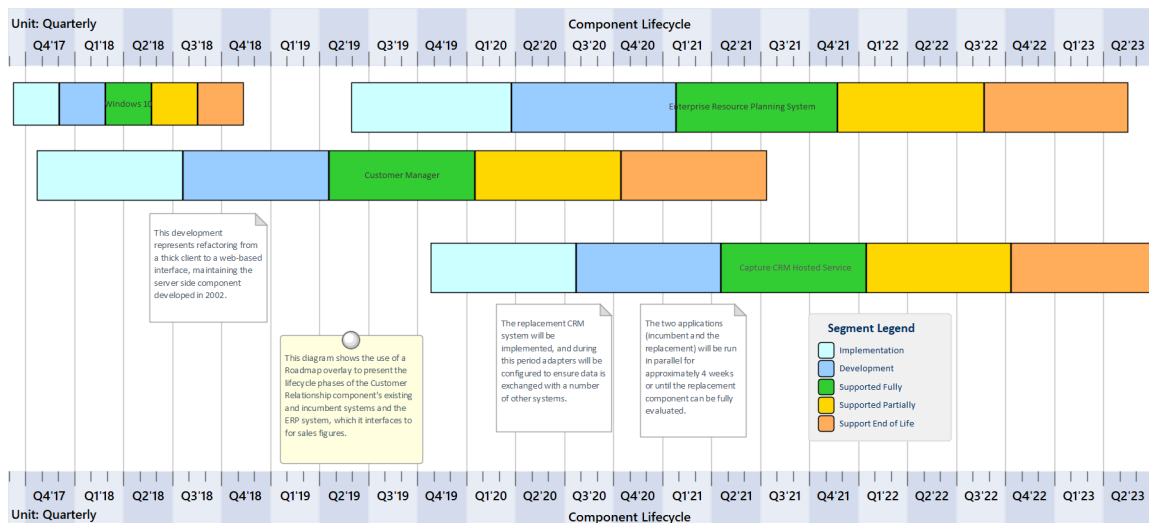 Unit: Quarterly
Component Lifecycle
Q4'17 Q1'18 Q2'18 Q3'18 Q4'18 Q1'19 Q2'19 Q3'19 Q4'19 Q1'20 Q2'20 Q3'20 Q4'20 Q1'21 Q2'21 Q3'21 Q4'21 Q1'22 Q2'22 Q3'22 Q4'22 Q1'23 Q2'23
Windows 10
Enterprise Resource Planning System
Customer Manager
This development
represents refactoring from
a thick client to a web-based
interface, maintaining the
server side component
developed in 2002.
Capture CRM Hosted Service
This diagram shows the use of a
Roadmap overlay to present the
lifecycle phases of the Customer
Relationship component's existing
and incumbent systems and the
ERP system, which it interfaces to
for sales figures.
The replacement CRM
system will be
implemented, and during
this period adapters will be
configured to ensure data is
exchanged with a number
of other systems.
The two applications
(incumbent and the
replacement) will be run
in parallel for
approximately 4 weeks
or until the replacement
component can be fully
evaluated.
Segment Legend
Implementation
Development
Supported Fully
Supported Partially
Support End of Life
Q4'17 Q1'18 Q2'18 Q3'18 Q4'18 Q1'19 Q2'19 Q3'19 Q4'19 Q1'20 Q2'20 Q3'20 Q4'20 Q1'21 Q2'21 Q3'21 Q4'21 Q1'22 Q2'22 Q3'22 Q4'22 Q1'23 Q2'23
Unit: Quarterly
Component Lifecycle